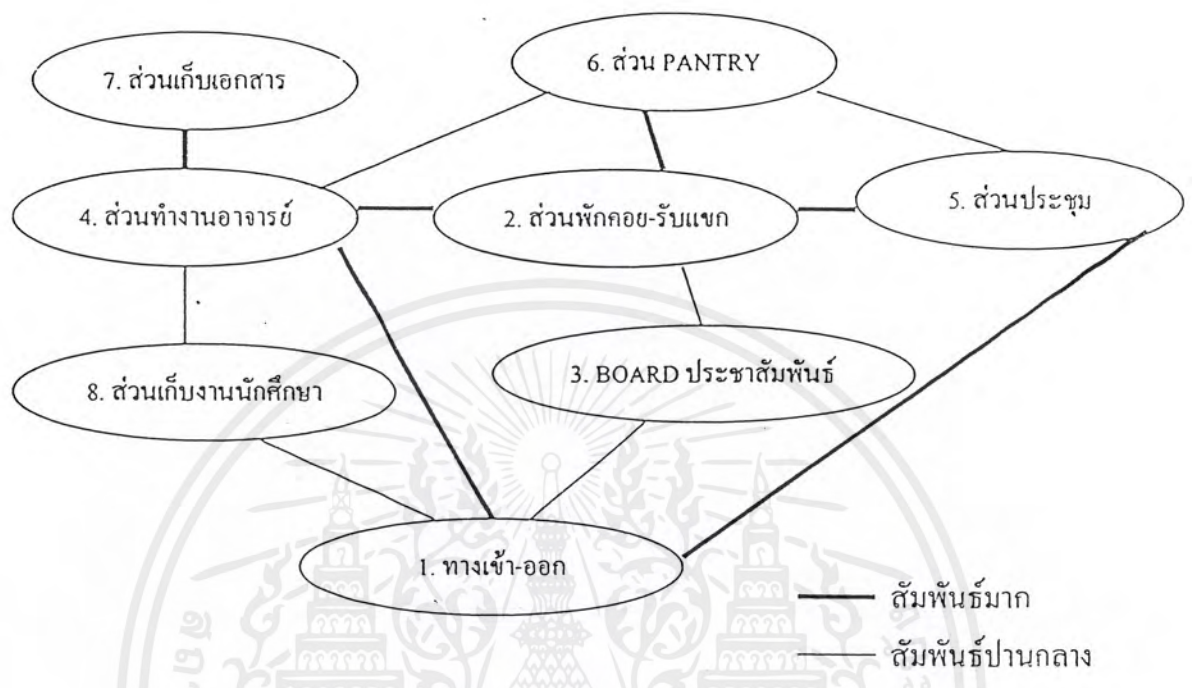 7. ส่วนเก็บเอกสาร
6. ส่วน PANTRY
4. ส่วนทำงานอาจารย์
2. ส่วนพักคอย-รับแขก
5. ส่วนประชุม
8. ส่วนเก็บงานนักศึกษา
3. BOARD ประชาสัมพันธ์
1. ทางเข้า-ออก
สัมพันธ์มาก
สัมพันธ์ปานกลาง